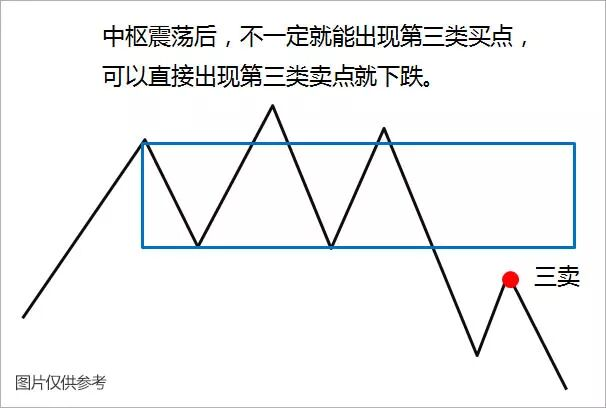 中枢震荡后，不一定就能出现第三类买点，
可以直接出现第三类卖点就下跌。
三卖
图片仅供参考